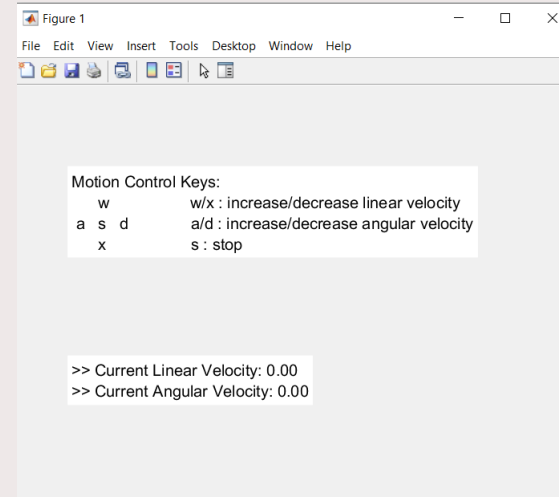 Figure 1
File Edit View Insert Tools Desktop Window Help
Motion Control Keys:
w w/x : increase/decrease linear velocity
a s d a/d : increase/decrease angular velocity
x s : stop
>> Current Linear Velocity: 0.00
>> Current Angular Velocity: 0.00